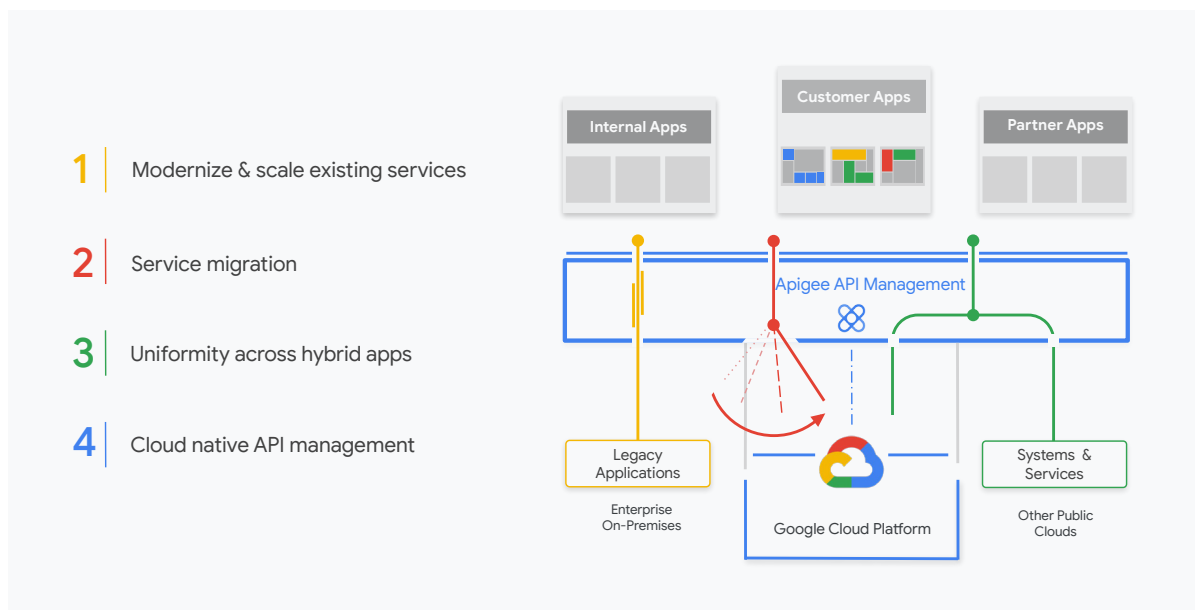 1
Modernize & scale existing services
2
Service migration
3
Uniformity across hybrid apps
4
Cloud native API management
Internal Apps
Customer Apps
Partner Apps
Apigee API Management
Legacy
Applications
Enterprise
On-Premises
Google Cloud Platform
Systems &
Services
Other Public
Clouds